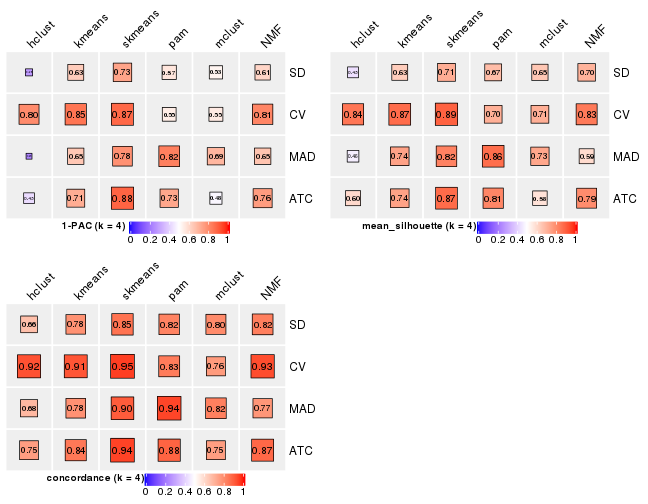 hclust kmeans skmeans pam mclust NMF
0.63 0.73 0.57 0.53 0.61 SD
0.80 0.85 0.87 0.55 0.55 0.81 CV
0.65 0.78 0.82 0.69 0.65 MAD
0.43 0.71 0.88 0.73 0.48 0.76 ATC
1-PAC (k = 4)
0 0.2 0.4 0.6 0.8 1
hclust kmeans skmeans pam mclust NMF
0.43 0.63 0.71 0.67 0.65 0.70 SD
0.84 0.87 0.89 0.70 0.71 0.83 CV
0.74 0.82 0.86 0.73 0.59 MAD
0.60 0.74 0.87 0.81 0.56 0.79 ATC
mean_silhouette (k = 4)
0 0.2 0.4 0.6 0.8 1
hclust kmeans skmeans pam mclust NMF
0.66 0.78 0.85 0.82 0.80 0.82 SD
0.92 0.91 0.95 0.83 0.76 0.93 CV
0.68 0.78 0.90 0.94 0.82 0.77 MAD
0.75 0.84 0.94 0.88 0.75 0.87 ATC
concordance (k = 4)
0 0.2 0.4 0.6 0.8 1